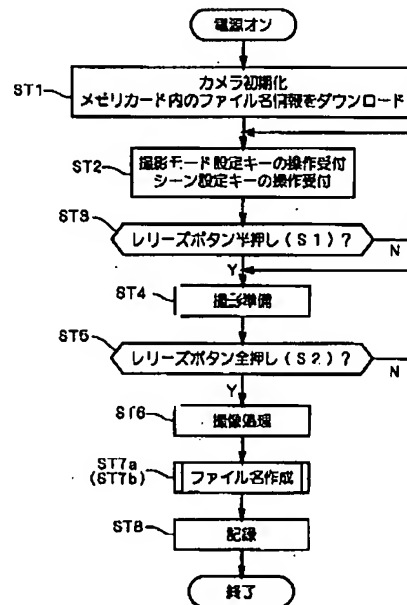 電源オン
ST1
カメラ初期化
メモリカード内のファイル名情報をダウンロード
ST2
撮影モード設定キーの操作受付
シーン設定キーの操作受付
ST3
レリーズボタン半押し(S1)?
N
Y
ST4
撮影準備
ST5
レリーズボタン全押し(S2)?
N
Y
ST6
撮像処理
ST7a
(ST7b)
ファイル名作成
ST8
記録
終了